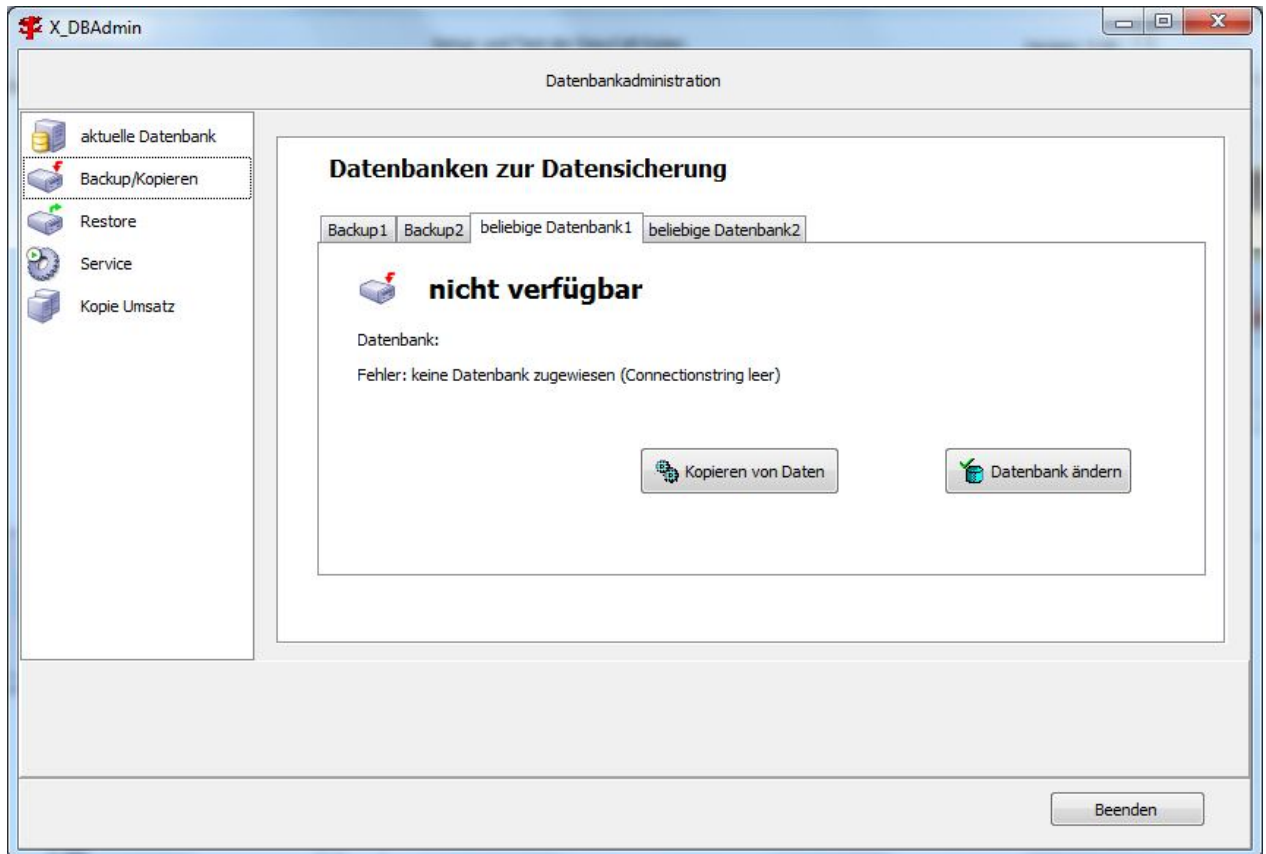 X_DBAdmin
Datenbankadministration
aktuelle Datenbank
Backup/Kopieren
Restore
Service
Kopie Umsatz
Datenbanken zur Datensicherung
Backup1 Backup2 beliebige Datenbank1 beliebige Datenbank2
nicht verfügbar
Datenbank:
Fehler: keine Datenbank zugewiesen (Connectionstring leer)
Kopieren von Daten Datenbank ändern
Beenden